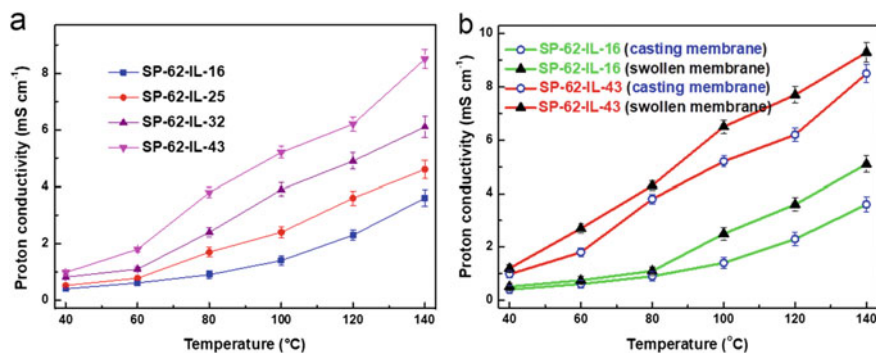 a
Proton conductivity (mS cm⁻¹)
8
6
4
2
0
SP-62-IL-16
SP-62-IL-25
SP-62-IL-32
SP-62-IL-43
40 60 80 100 120 140
Temperature (°C)
b
Proton conductivity (mS cm⁻¹)
10
8
6
4
2
0
SP-62-IL-16 (casting membrane)
SP-62-IL-16 (swollen membrane)
SP-62-IL-43 (casting membrane)
SP-62-IL-43 (swollen membrane)
40 60 80 100 120 140
Temperature (°C)